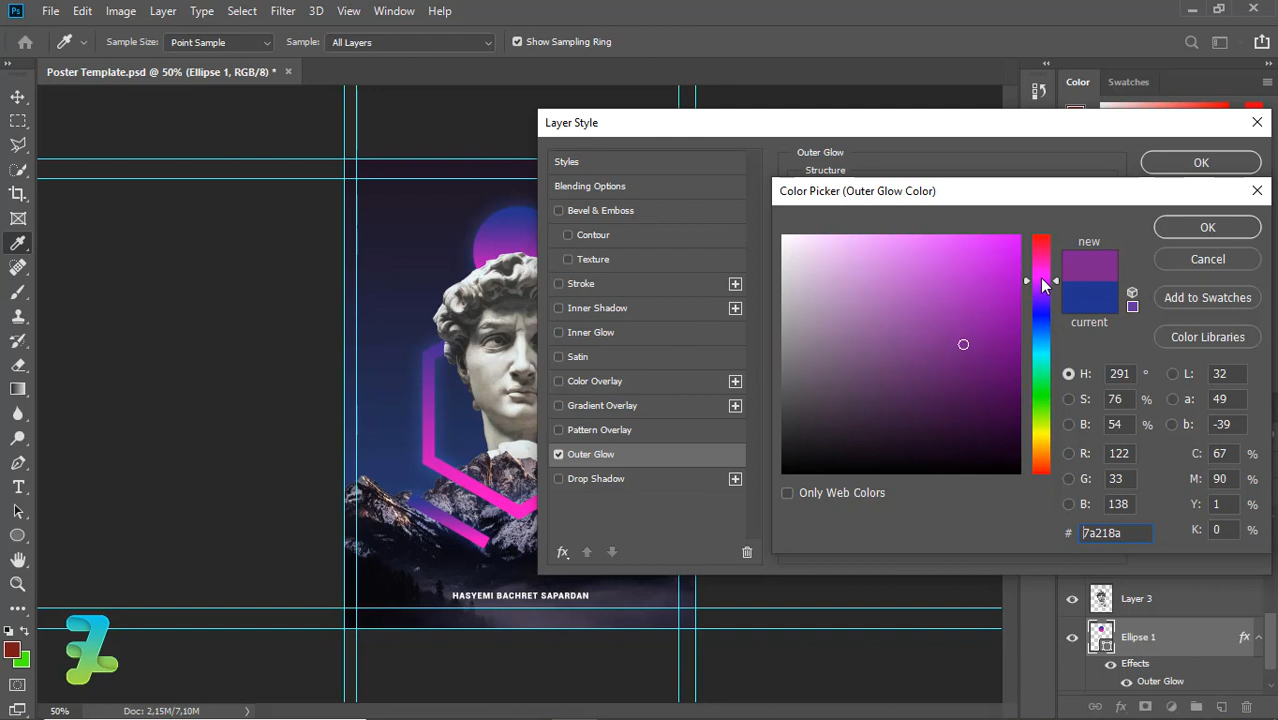 Ps File Edit Image Layer Type Select Filter 3D View Window Help
Sample Size: Point Sample Sample: All Layers Show Sampling Ring
Poster Template.psd @ 50% (Ellipse 1, RGB/8) *
Color Swatches
Layer Style
Styles
Blending Options
Bevel & Emboss
Contour
Texture
Stroke
Inner Shadow
Inner Glow
Satin
Color Overlay
Gradient Overlay
Pattern Overlay
Outer Glow
Drop Shadow
fx
Outer Glow
Structure
OK
Color Picker (Outer Glow Color)
new
current
OK
Cancel
Add to Swatches
Color Libraries
H: 291 ° L: 32
S: 76 % a: 49
B: 54 % b: -39
R: 122 C: 67 %
G: 33 M: 90 %
B: 138 Y: 1 %
# 7a218a K: 0 %
Only Web Colors
HASYEMI BACHRET SAPARDAN
Layer 3
Ellipse 1 fx
Effects
Outer Glow
fx
50% Doc: 2,15M/7,10M